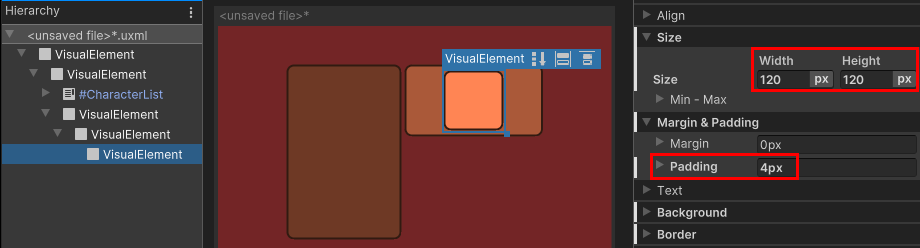 Hierarchy
<unsaved file>*.uxml
VisualElement
VisualElement
#CharacterList
VisualElement
VisualElement
VisualElement
<unsaved file>*
VisualElement
Align
Size
Width Height
Size 120 px 120 px
Min - Max
Margin & Padding
Margin 0px
Padding 4px
Text
Background
Border